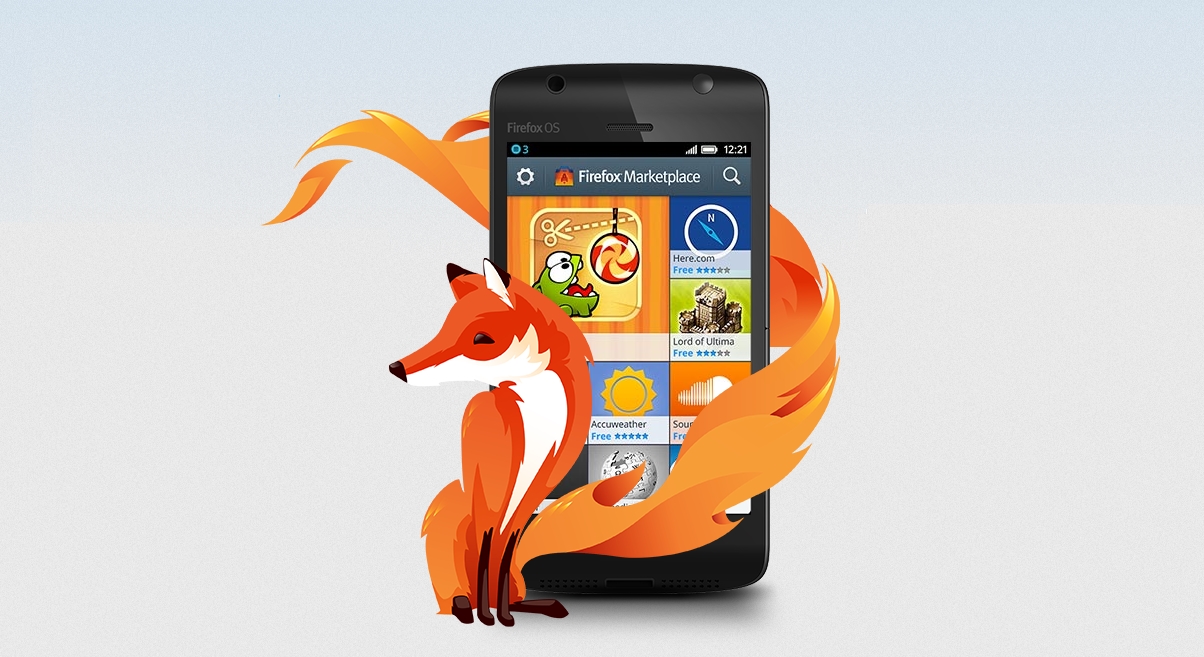 Firefox OS
3
12:21
Firefox Marketplace
N
Here.com
Free
Lord of Ultima
Free
Accuweather
Free